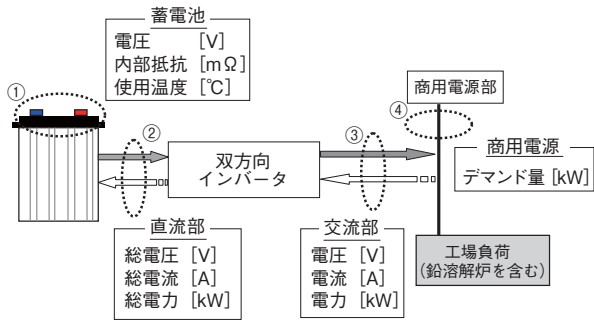 蓄電池
電圧 [V]
内部抵抗 [mΩ]
使用温度 [℃]
①
②
双方向
インバータ
③
商用電源部
④
商用電源
デマンド量 [kW]
直流部
総電圧 [V]
総電流 [A]
総電力 [kW]
交流部
電圧 [V]
電流 [A]
電力 [kW]
工場負荷
(鉛溶解炉を含む)